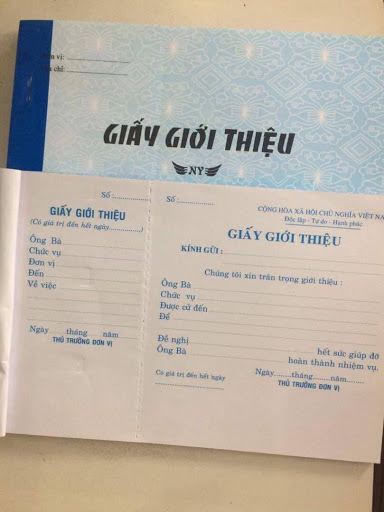 vị:
chỉ:
GIẤY GIỚI THIỆU
NY
Số :
GIẤY GIỚI THIỆU
(Có giá trị đến hết ngày............)
Ông Bà
Chức vụ
Đơn vị
Đến
Về việc
Ngày tháng năm
THỦ TRƯỞNG ĐƠN VỊ
Số :
CỘNG HÒA XÃ HỘI CHỦ NGHĨA VIỆT
Độc lập - Tự do - Hạnh phúc
GIẤY GIỚI THIỆU
KÍNH GỬI :
Chúng tôi xin trân trọng giới thiệu :
Ông Bà
Chức vụ
Được cử đến
Để
Đề nghị
Ông Bà hết sức giúp đỡ
hoàn thành nhiệm vụ.
Có giá trị đến hết ngày
Ngày.......tháng.......năm.......
THỦ TRƯỞNG ĐƠN VỊ